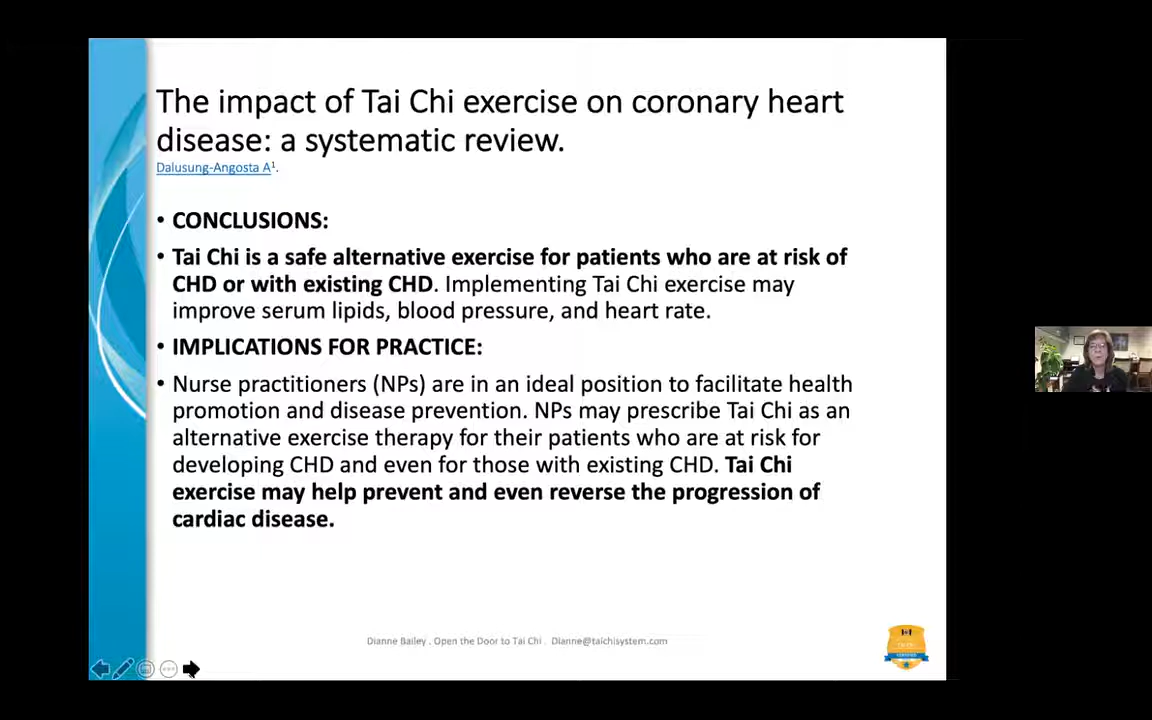 The impact of Tai Chi exercise on coronary heart
disease: a systematic review.
Dalusung-Angosta A1.
• CONCLUSIONS:
• Tai Chi is a safe alternative exercise for patients who are at risk of
CHD or with existing CHD. Implementing Tai Chi exercise may
improve serum lipids, blood pressure, and heart rate.
• IMPLICATIONS FOR PRACTICE:
• Nurse practitioners (NPs) are in an ideal position to facilitate health
promotion and disease prevention. NPs may prescribe Tai Chi as an
alternative exercise therapy for their patients who are at risk for
developing CHD and even for those with existing CHD. Tai Chi
exercise may help prevent and even reverse the progression of
cardiac disease.
Dianne Bailey . Open the Door to Tai Chi . Dianne@taichisystem.com